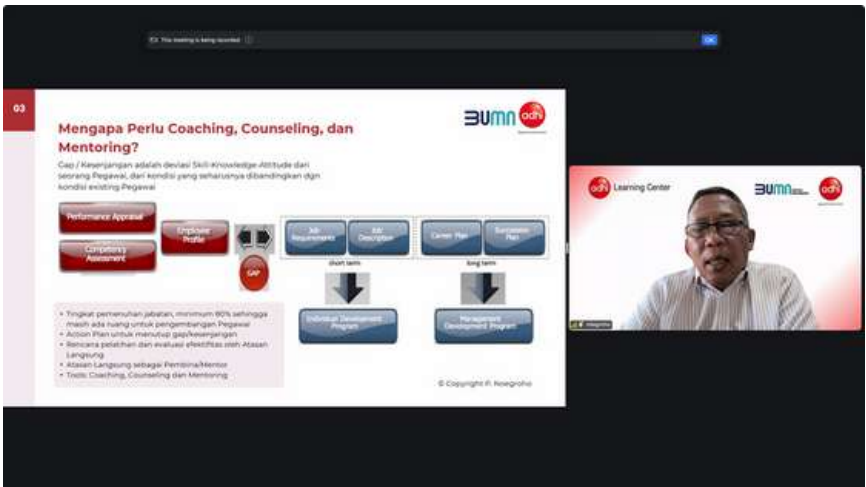 This meeting is being recorded
OK
03
BUMN adhi
Mengapa Perlu Coaching, Counseling, dan
Mentoring?
Gap / Kesenjangan adalah deviasi Skill-Knowledge-Attitude dari
seorang Pegawai, dari kondisi yang seharusnya dibandingkan dgn
kondisi existing Pegawai
Performance Appraisal
Competency
Assessment
Employee
Profile
GAP
Job
Requirements
Job
Description
short term
Career Plan
Succession
Plan
long term
Individual Development
Program
Management
Development Program
• Tingkat pemenuhan jabatan, minimum 80% sehingga
masih ada ruang untuk pengembangan Pegawai
• Action Plan untuk menutup gap/kesenjangan
• Rencana pelatihan dan evaluasi efektifitas oleh Atasan
Langsung
• Atasan Langsung sebagai Pembina/Mentor
• Tools: Coaching, Counseling dan Mentoring
© Copyright P. Noegroho
adhi Learning Center
BUMN adhi